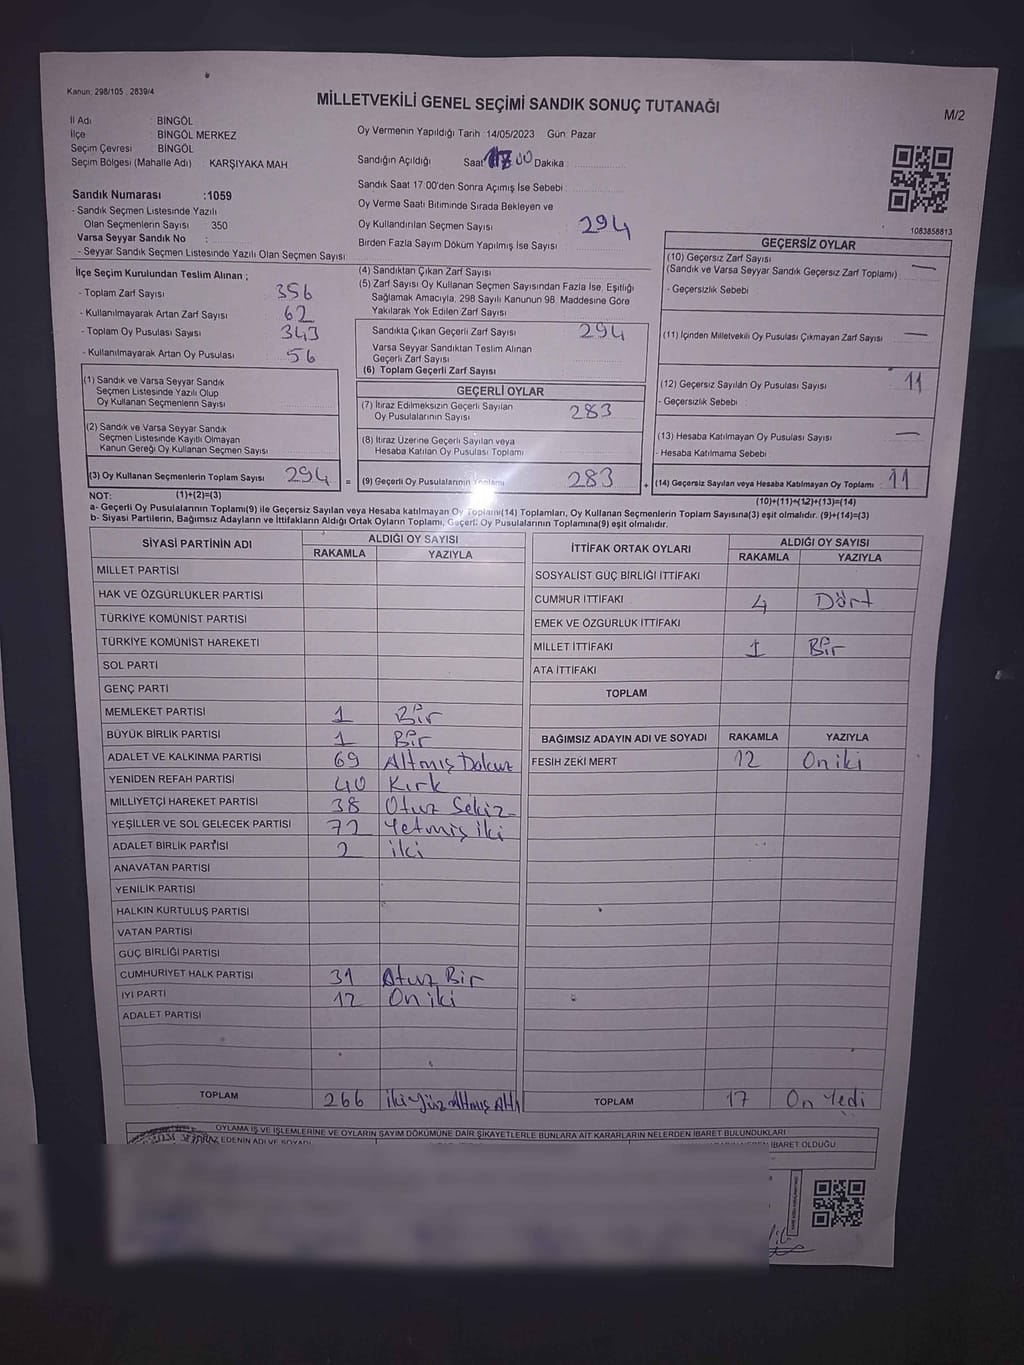 Kanun: 298/105 , 2839/4
MİLLETVEKİLİ GENEL SEÇİMİ SANDIK SONUÇ TUTANAĞI
M/2
İl Adı : BİNGÖL
İlçe : BİNGÖL MERKEZ
Seçim Çevresi : BİNGÖL
Seçim Bölgesi (Mahalle Adı) : KARŞIYAKA MAH
Sandık Numarası :1059
- Sandık Seçmen Listesinde Yazılı
Olan Seçmenlerin Sayısı : 350
Varsa Seyyar Sandık No :
- Seyyar Sandık Seçmen Listesinde Yazılı Olan Seçmen Sayısı
Oy Vermenin Yapıldığı Tarih :14/05/2023 Gün: Pazar
Sandığın Açıldığı Saat 17 00 Dakika :
Sandık Saat 17:00'den Sonra Açımış İse Sebebi :
Oy Verme Saati Bitiminde Sırada Bekleyen ve
Oy Kullandırılan Seçmen Sayısı : 294
Birden Fazla Sayım Döküm Yapılmış İse Sayısı :
1083858813
İlçe Seçim Kurulundan Teslim Alınan ;
- Toplam Zarf Sayısı : 356
- Kullanılmayarak Artan Zarf Sayısı : 62
- Toplam Oy Pusulası Sayısı : 343
- Kullanılmayarak Artan Oy Pusulası : 56
(1) Sandık ve Varsa Seyyar Sandık
Seçmen Listesinde Yazılı Olup
Oy Kullanan Seçmenlerin Sayısı
(2) Sandık ve Varsa Seyyar Sandık
Seçmen Listesinde Kayıtlı Olmayan
Kanun Gereği Oy Kullanan Seçmen Sayısı
(3) Oy Kullanan Seçmenlerin Toplam Sayısı 294 =
(4) Sandıktan Çıkan Zarf Sayısı
(5) Zarf Sayısı Oy Kullanan Seçmen Sayısından Fazla İse, Eşitliği
Sağlamak Amacıyla, 298 Sayılı Kanunun 98. Maddesine Göre
Yakılarak Yok Edilen Zarf Sayısı
Sandıkta Çıkan Geçerli Zarf Sayısı 294
Varsa Seyyar Sandıktan Teslim Alınan
Geçerli Zarf Sayısı
(6) Toplam Geçerli Zarf Sayısı
GEÇERLİ OYLAR
(7) İtiraz Edilmeksizin Geçerli Sayılan
Oy Pusulalarının Sayısı 283
(8) İtiraz Üzerine Geçerli Sayılan veya
Hesaba Katılan Oy Pusulası Toplamı
(9) Geçerli Oy Pusulalarının Toplamı 283 +
GEÇERSİZ OYLAR
(10) Geçersiz Zarf Sayısı —
(Sandık ve Varsa Seyyar Sandık Geçersiz Zarf Toplamı)
- Geçersizlik Sebebi :
(11) İçinden Milletvekili Oy Pusulası Çıkmayan Zarf Sayısı —
(12) Geçersiz Sayılan Oy Pusulası Sayısı 11
- Geçersizlik Sebebi :
(13) Hesaba Katılmayan Oy Pusulası Sayısı —
- Hesaba Katılmama Sebebi
(14) Geçersiz Sayılan veya Hesaba Katılmayan Oy Toplamı 11
NOT: (1)+(2)=(3)
(10)+(11)+(12)+(13)=(14)
a- Geçerli Oy Pusulalarının Toplamı(9) ile Geçersiz Sayılan veya Hesaba katılmayan Oy Toplamı(14) Toplamları, Oy Kullanan Seçmenlerin Toplam Sayısına(3) eşit olmalıdır. (9)+(14)=(3)
b- Siyasi Partilerin, Bağımsız Adayların ve İttifakların Aldığı Ortak Oyların Toplamı, Geçerli Oy Pusulalarının Toplamına(9) eşit olmalıdır.
SİYASİ PARTİNİN ADI ALDIĞI OY SAYISI
RAKAMLA YAZIYLA
MİLLET PARTİSİ
HAK VE ÖZGÜRLÜKLER PARTİSİ
TÜRKİYE KOMÜNİST PARTİSİ
TÜRKİYE KOMÜNİST HAREKETİ
SOL PARTİ
GENÇ PARTİ
MEMLEKET PARTİSİ 1 Bir
BÜYÜK BİRLİK PARTİSİ 1 Bir
ADALET VE KALKINMA PARTİSİ 69 Altmış Dokuz
YENİDEN REFAH PARTİSİ 40 Kırk
MİLLİYETÇİ HAREKET PARTİSİ 38 Otuz Sekiz
YEŞİLLER VE SOL GELECEK PARTİSİ 72 Yetmiş iki
ADALET BİRLİK PARTİSİ 2 iki
ANAVATAN PARTİSİ
YENİLİK PARTİSİ
HALKIN KURTULUŞ PARTİSİ
VATAN PARTİSİ
GÜÇ BİRLİĞİ PARTİSİ
CUMHURİYET HALK PARTİSİ 31 Otuz Bir
İYİ PARTİ 12 On iki
ADALET PARTİSİ
TOPLAM 266 ikiYüz Altmış Altı
İTTİFAK ORTAK OYLARI ALDIĞI OY SAYISI
RAKAMLA YAZIYLA
SOSYALİST GÜÇ BİRLİĞİ İTTİFAKI
CUMHUR İTTİFAKI 4 Dört
EMEK VE ÖZGÜRLÜK İTTİFAKI
MİLLET İTTİFAKI 1 Bir
ATA İTTİFAKI
TOPLAM
BAĞIMSIZ ADAYIN ADI VE SOYADI RAKAMLA YAZIYLA
FESİH ZEKİ MERT 12 On iki
TOPLAM 17 On Yedi
OYLAMA İŞ VE İŞLEMLERİNE VE OYLARIN SAYIM DÖKÜMÜNE DAİR ŞİKAYETLERLE BUNLARA AİT KARARLARIN NELERDEN İBARET BULUNDUKLARI
EDENİN ADI VE SOYADI
İBARET OLDUĞU